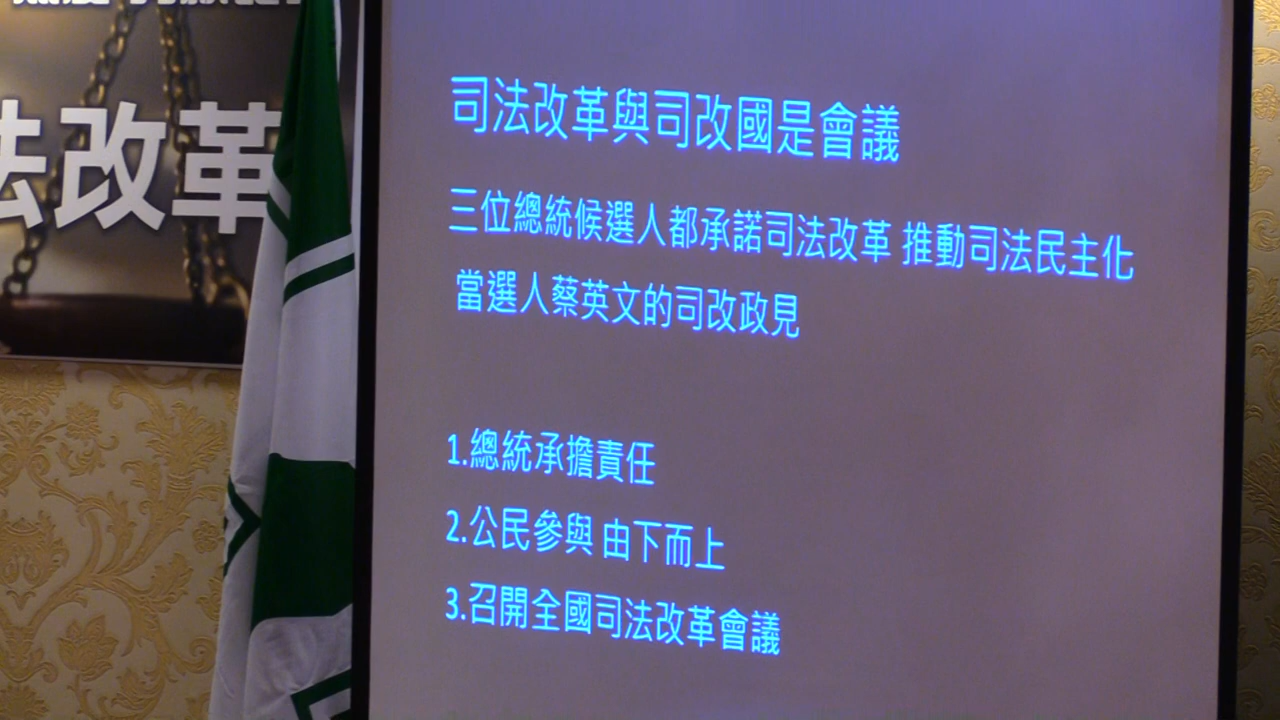 法改革
司法改革與司改國是會議
三位總統候選人都承諾司法改革 推動司法民主化
當選人蔡英文的司改政見
1.總統承擔責任
2.公民參與 由下而上
3.召開全國司法改革會議